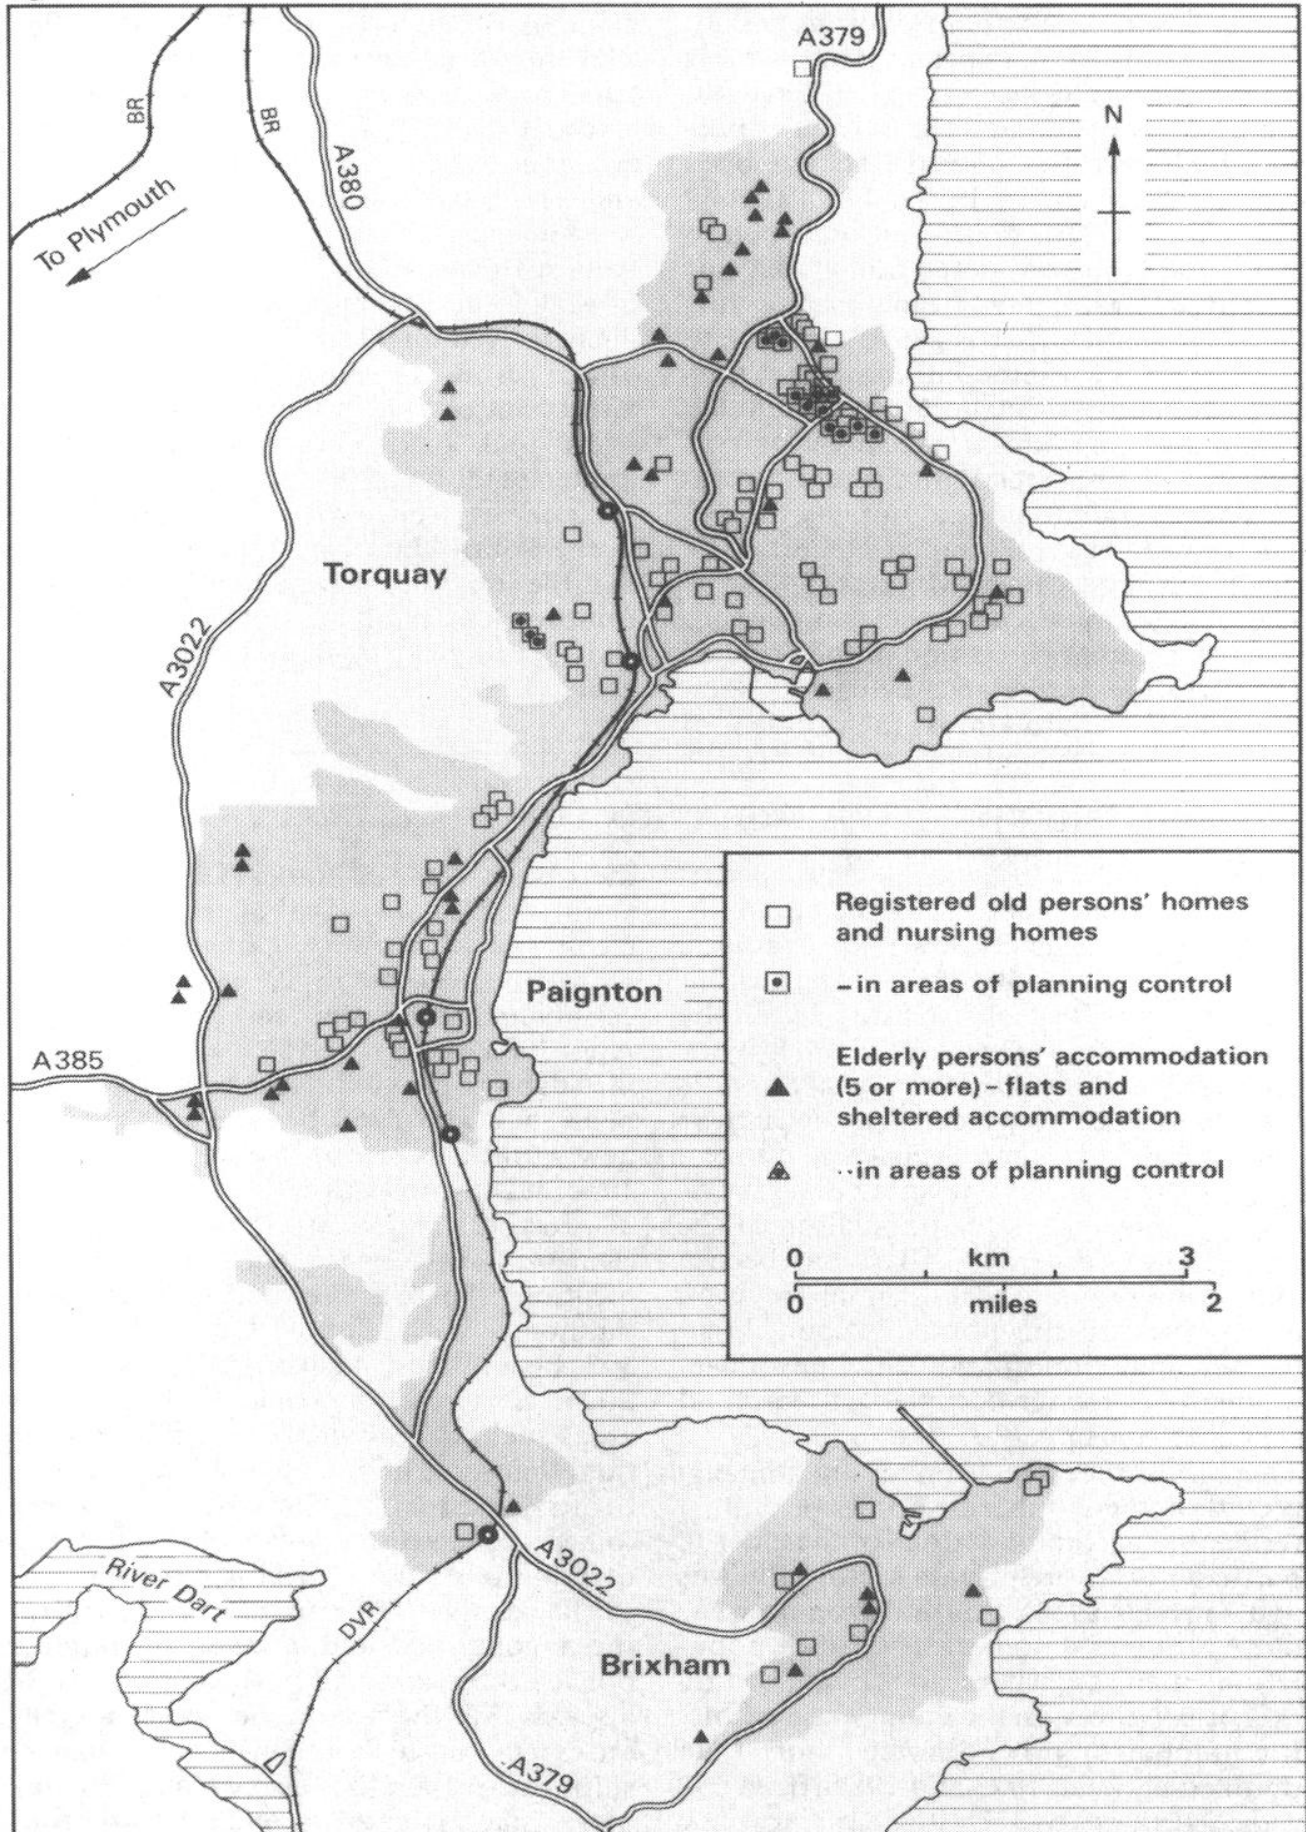 A379
N
BR
BR
A380
To Plymouth
Torquay
A3022
Registered old persons' homes
and nursing homes
–in areas of planning control
Paignton
A385
Elderly persons' accommodation
(5 or more)–flats and
sheltered accommodation
··in areas of planning control
0 km 3
0 miles 2
River Dart
A3022
DVR
Brixham
.A379